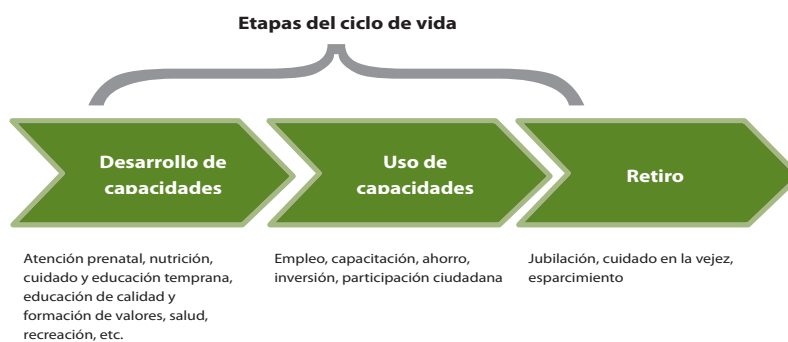 Etapas del ciclo de vida
Desarrollo de
capacidades
Uso de
capacidades
Retiro
Atención prenatal, nutrición,
cuidado y educación temprana,
educación de calidad y
formación de valores, salud,
recreación, etc.
Empleo, capacitación, ahorro,
inversión, participación ciudadana
Jubilación, cuidado en la vejez,
esparcimiento